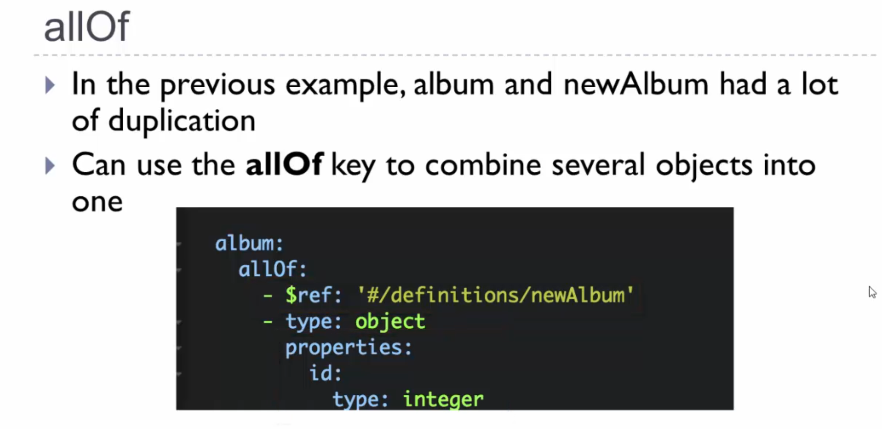 allOf
In the previous example, album and newAlbum had a lot
of duplication
Can use the allOf key to combine several objects into
one
album:
allOf:
- $ref: '#/definitions/newAlbum'
- type: object
properties:
id:
type: integer